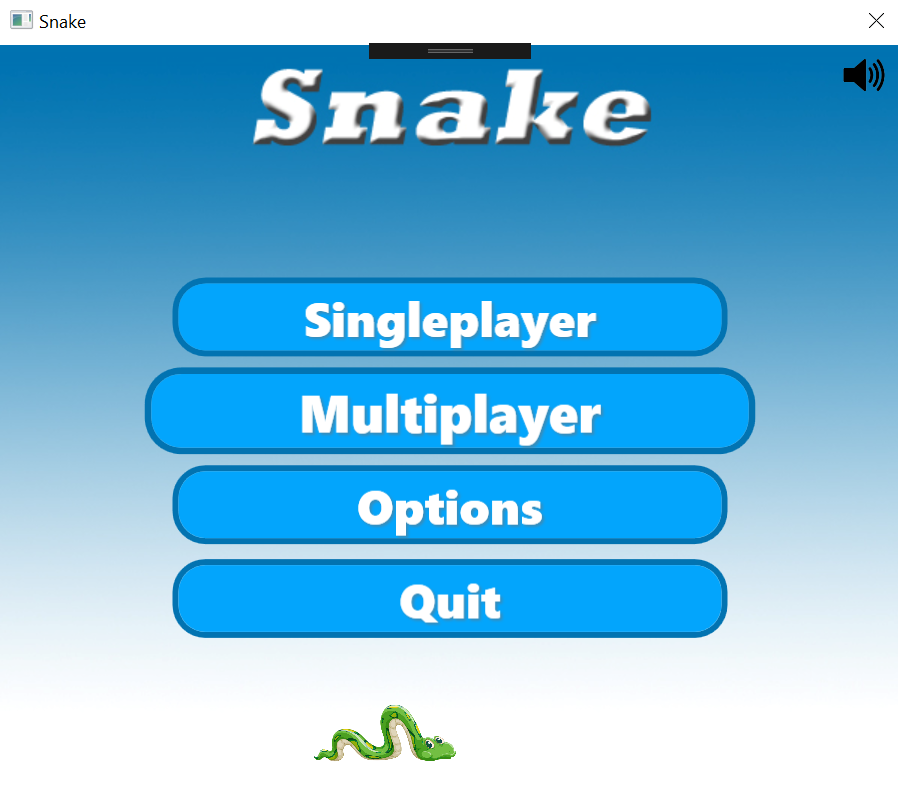 Snake
Snake
Singleplayer
Multiplayer
Options
Quit